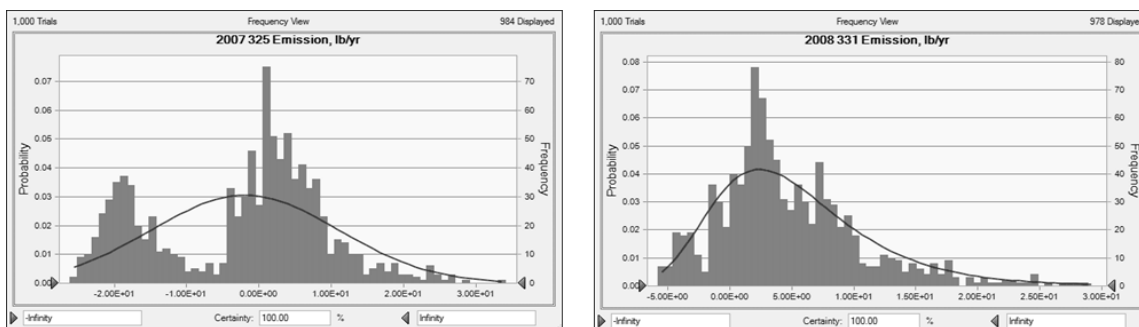 1,000 Trials Frequency View 984 Displayed
2007 325 Emission, lb/yr
0.07 70
0.06 60
0.05 50
0.04 40
0.03 30
0.02 20
0.01 10
0.00 0
Probability
Frequency
-2.00E+01 -1.00E+01 0.00E+00 1.00E+01 2.00E+01 3.00E+01
-Infinity Certainty: 100.00 % Infinity
1,000 Trials Frequency View 978 Displayed
2008 331 Emission, lb/yr
0.08 80
0.07 70
0.06 60
0.05 50
0.04 40
0.03 30
0.02 20
0.01 10
0.00 0
Probability
Frequency
-5.00E+00 0.00E+00 5.00E+00 1.00E+01 1.50E+01 2.00E+01 2.50E+01
-Infinity Certainty: 100.00 % Infinity